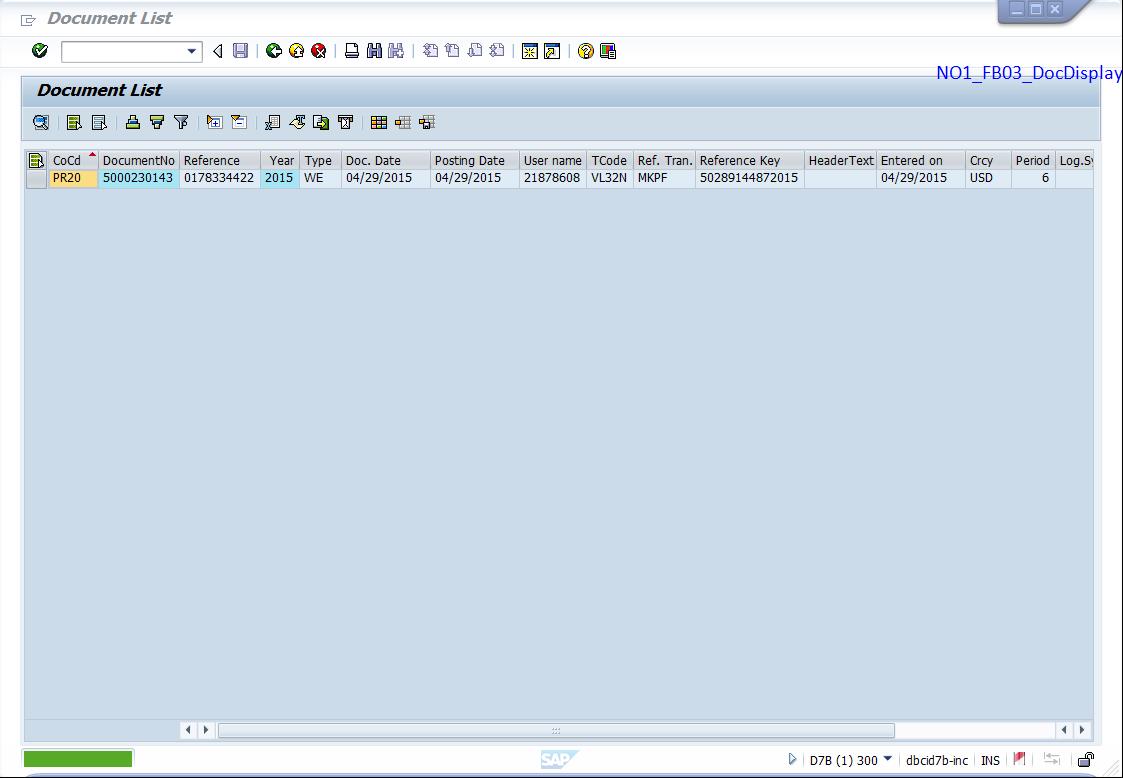 Document List
NO1_FB03_DocDisplay
Document List
CoCd DocumentNo Reference Year Type Doc. Date Posting Date User name TCode Ref. Tran. Reference Key HeaderText Entered on Crcy Period Log.Sy
PR20 5000230143 0178334422 2015 WE 04/29/2015 04/29/2015 21878608 VL32N MKPF 50289144872015 04/29/2015 USD 6
SAP D7B (1) 300 dbcid7b-inc INS